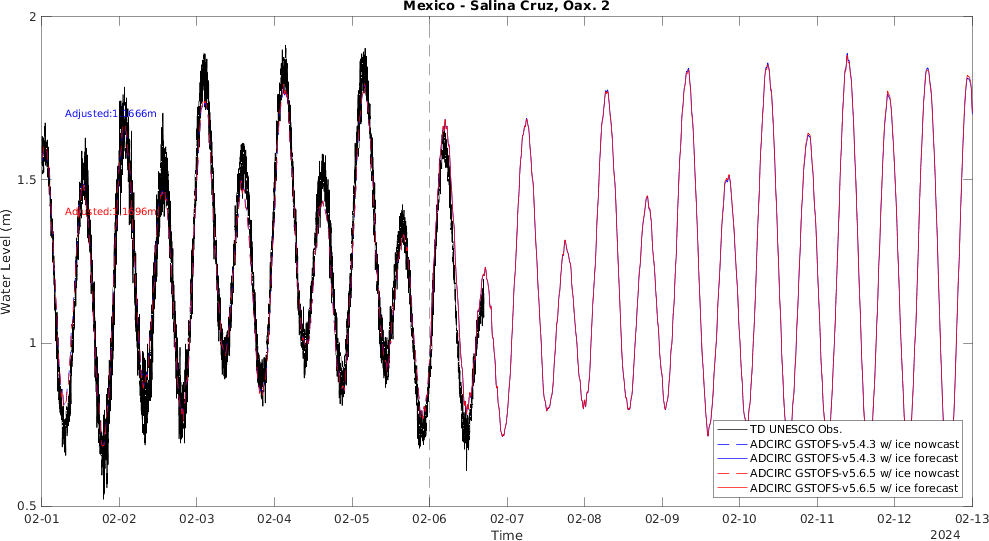 Mexico - Salina Cruz, Oax. 2
2
1.5
1
0.5
Water Level (m)
02-01 02-02 02-03 02-04 02-05 02-06 02-07 02-08 02-09 02-10 02-11 02-12 02-13
Time
2024
TD UNESCO Obs.
ADCIRC GSTOFS-v5.4.3 w/ ice nowcast
ADCIRC GSTOFS-v5.4.3 w/ ice forecast
ADCIRC GSTOFS-v5.6.5 w/ ice nowcast
ADCIRC GSTOFS-v5.6.5 w/ ice forecast